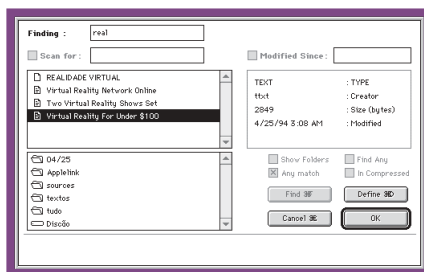 Finding : real
Scan for :
Modified Since :
REALIDADE VIRTUAL
Virtual Reality Network Online
Two Virtual Reality Shows Set
Virtual Reality For Under $100
TEXT : TYPE
ttxt : Creator
2849 : Size (bytes)
4/25/94 3:08 AM : Modified
04/25
Applelink
sources
textos
tudo
Discão
Show Folders
Find Any
Any match
In Compressed
Find ⌘F
Define ⌘D
Cancel ⌘E
OK